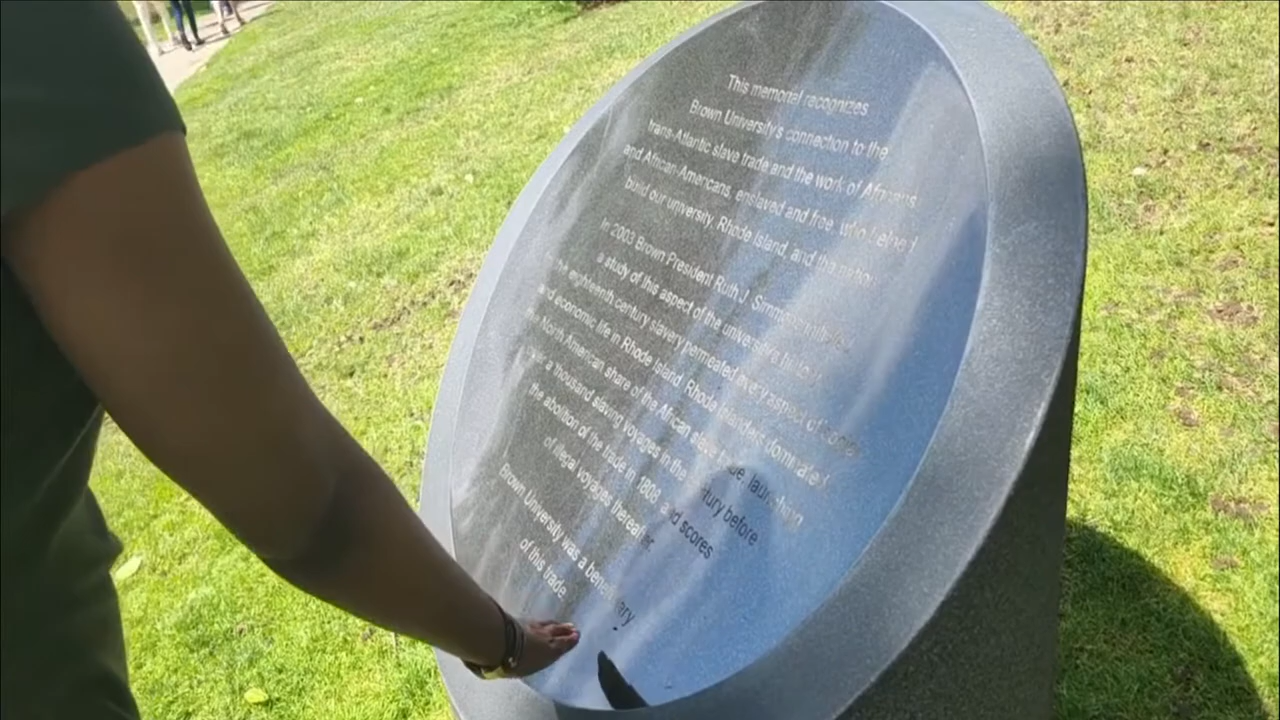 This memorial recognizes
Brown University's connection to the
trans-Atlantic slave trade and the work of Africans
and African-Americans, enslaved and free, who helped
build our university, Rhode Island, and the nation.
In 2003 Brown President Ruth J. Simmons initiated
a study of this aspect of the university's history.
In the eighteenth century slavery permeated every aspect of social
and economic life in Rhode Island. Rhode Islanders dominated
the North American share of the African slave trade, launching
over a thousand slaving voyages in the century before
the abolition of the trade in 1808, and scores
of illegal voyages thereafter.
Brown University was a beneficiary
of this trade.